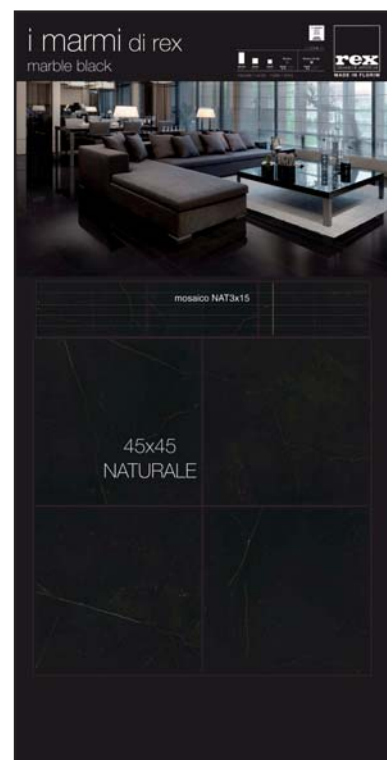 i marmi di rex
marble black
rex
MADE IN FLORIM
mosaico NAT3x15
45x45
NATURALE